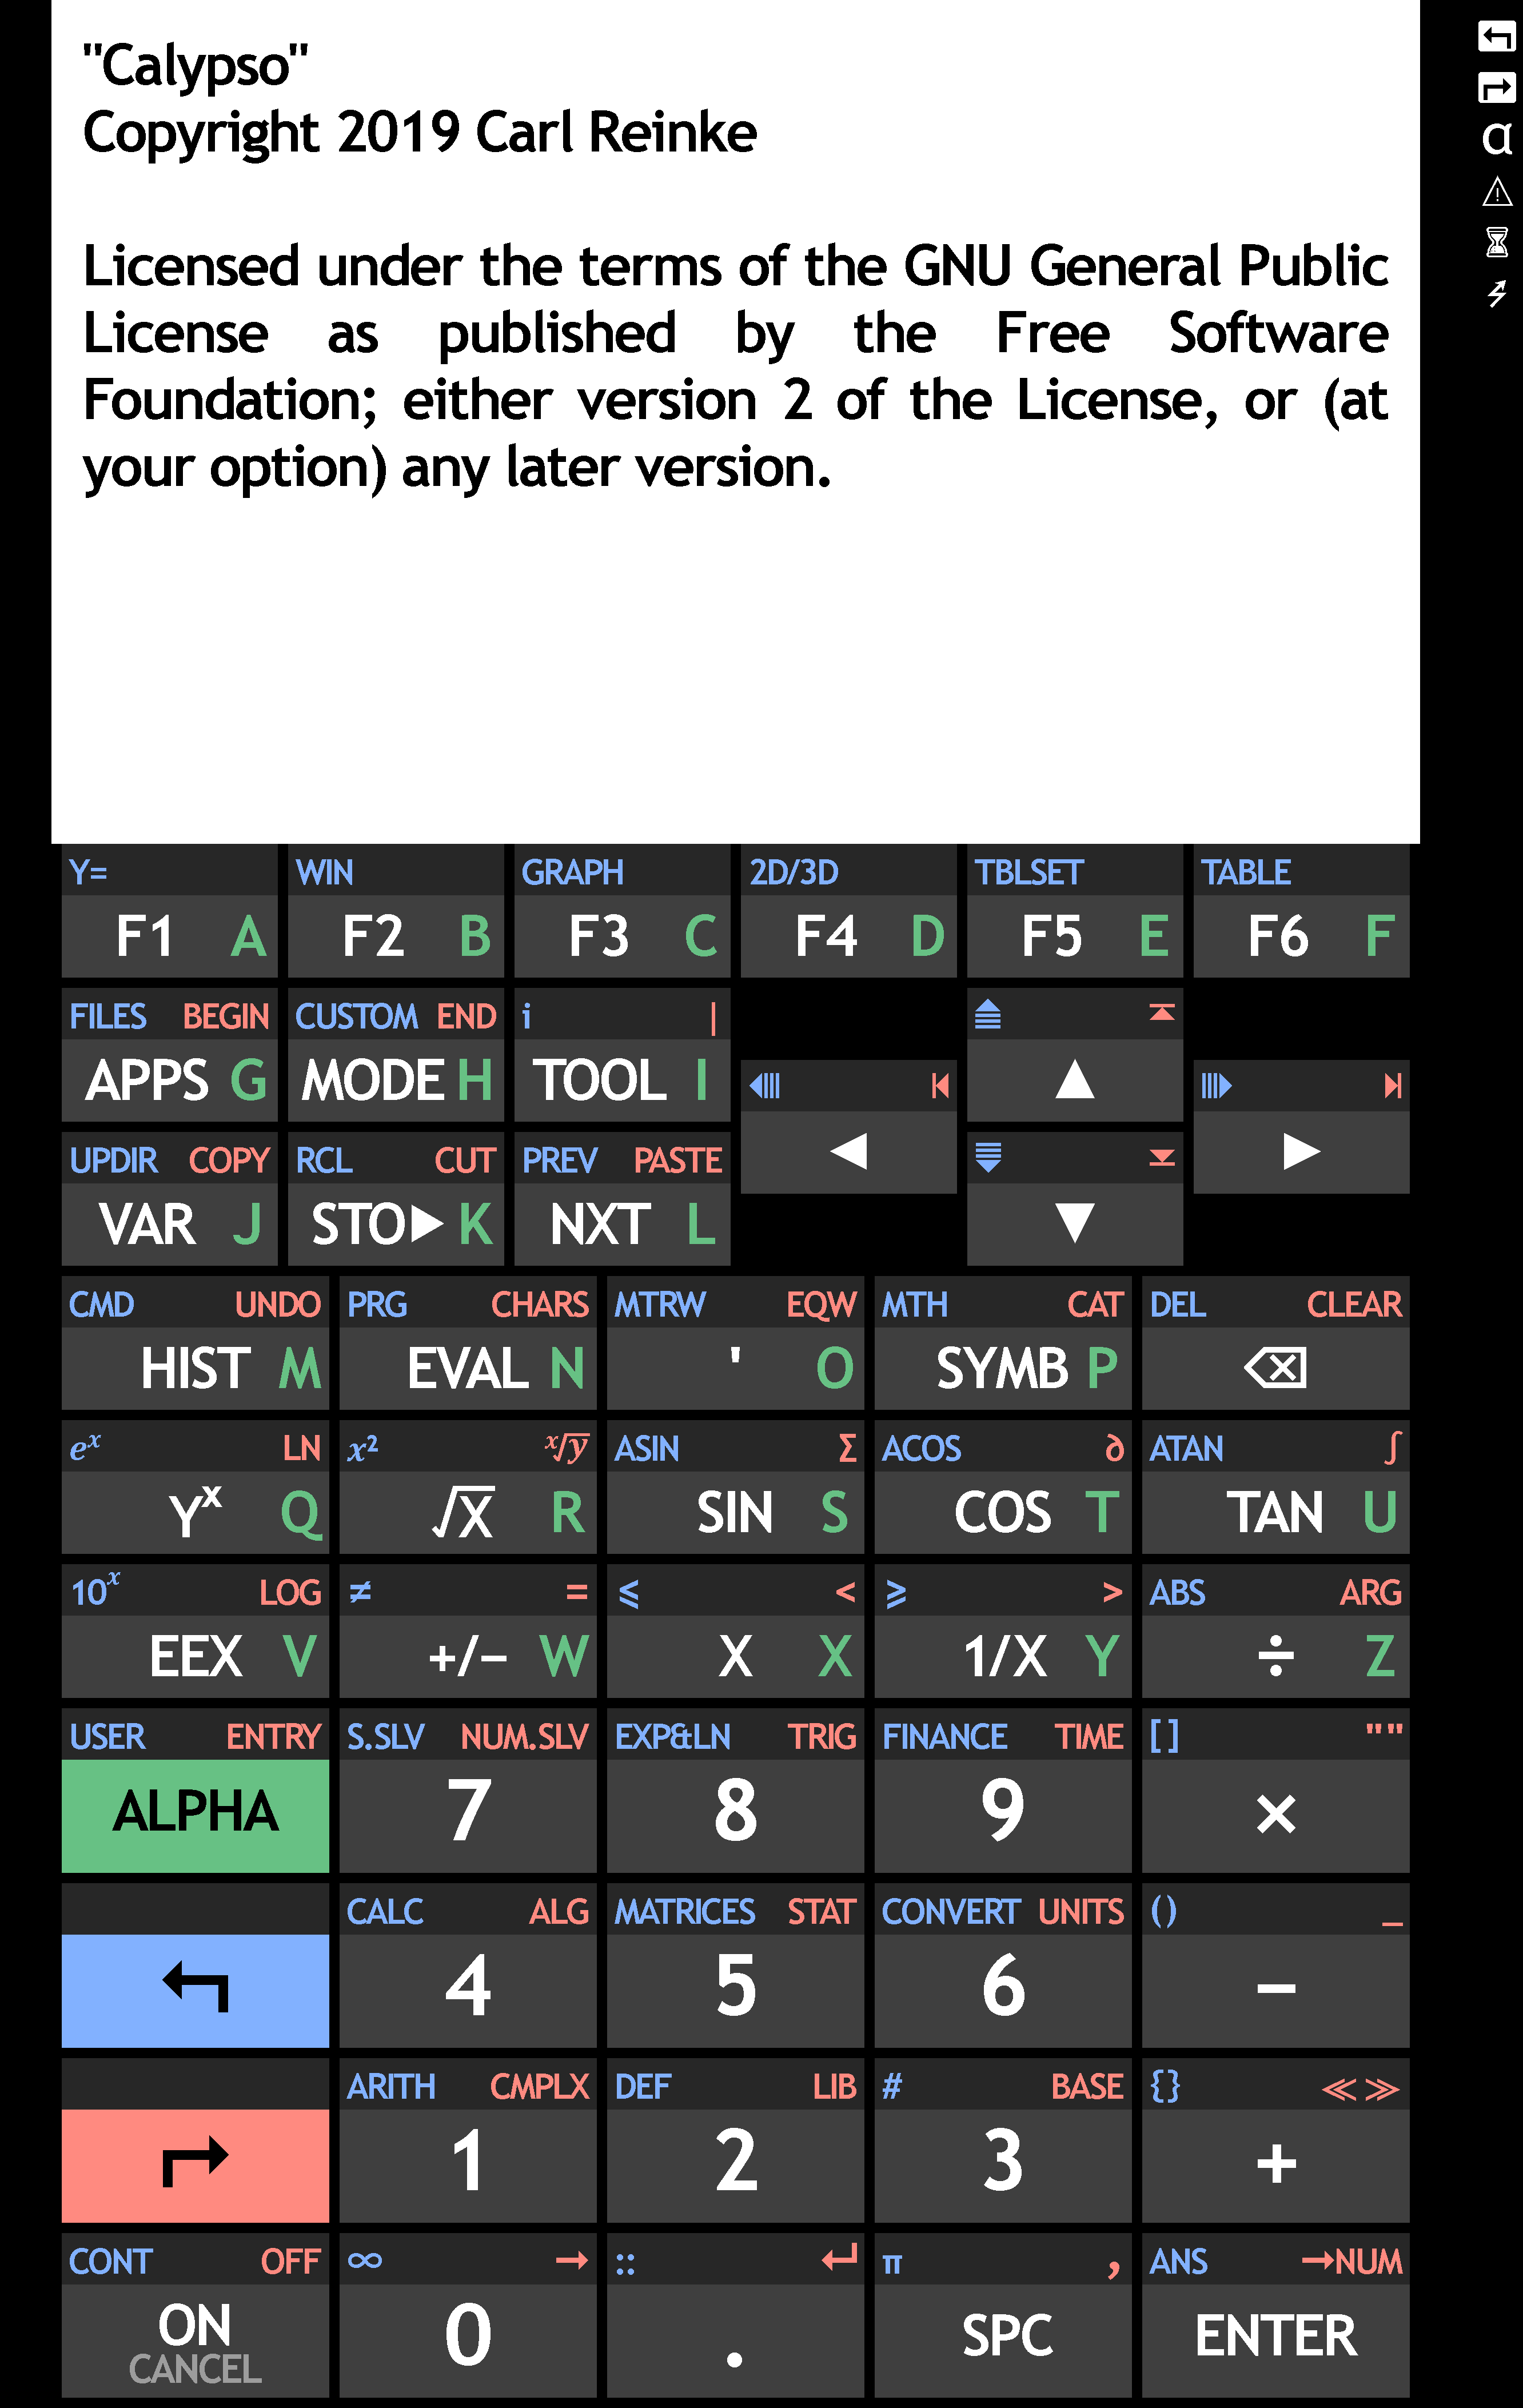 "Calypso"
Copyright 2019 Carl Reinke
Licensed under the terms of the GNU General Public
License as published by the Free Software
Foundation; either version 2 of the License, or (at
your option) any later version.
α
Y= WIN GRAPH 2D/3D TBLSET TABLE
F1 A F2 B F3 C F4 D F5 E F6 F
FILES BEGIN CUSTOM END i |
APPS G MODE H TOOL I ▲
◀ ▶
UPDIR COPY RCL CUT PREV PASTE
VAR J STO▶ K NXT L ▼
CMD UNDO PRG CHARS MTRW EQW MTH CAT DEL CLEAR
HIST M EVAL N ' O SYMB P ⌫
eˣ LN x² ˣ√y ASIN Σ ACOS ∂ ATAN ∫
Yˣ Q √X R SIN S COS T TAN U
10ˣ LOG ≠ = ⩽ < ⩾ > ABS ARG
EEX V +/− W X X 1/X Y ÷ Z
USER ENTRY S.SLV NUM.SLV EXP&LN TRIG FINANCE TIME [] ""
ALPHA 7 8 9 ×
CALC ALG MATRICES STAT CONVERT UNITS () _
↰ 4 5 6 −
ARITH CMPLX DEF LIB # BASE {} ≪≫
↱ 1 2 3 +
CONT OFF ∞ → :: ↵ π , ANS →NUM
ON 0 . SPC ENTER
CANCEL